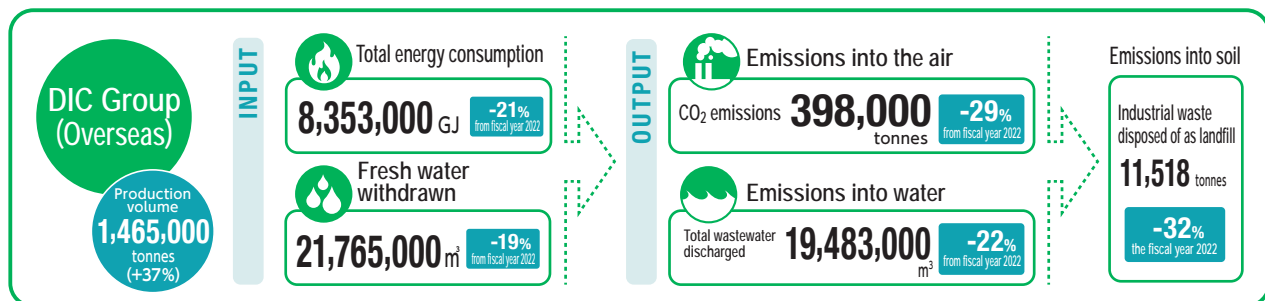 DIC Group
(Overseas)
Production
volume
1,465,000
tonnes
(+37%)
INPUT
Total energy consumption
8,353,000 GJ
-21%
from fiscal year 2022
Fresh water
withdrawn
21,765,000 m³
-19%
from fiscal year 2022
OUTPUT
Emissions into the air
CO₂ emissions 398,000
tonnes
-29%
from fiscal year 2022
Emissions into water
Total wastewater
discharged
19,483,000
m³
-22%
from fiscal year 2022
Emissions into soil
Industrial waste
disposed of as landfill
11,518 tonnes
-32%
the fiscal year 2022